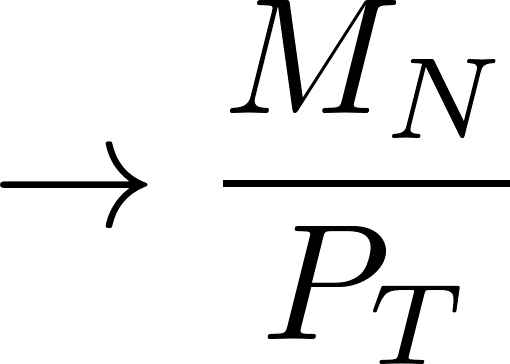 → M_N / P_T